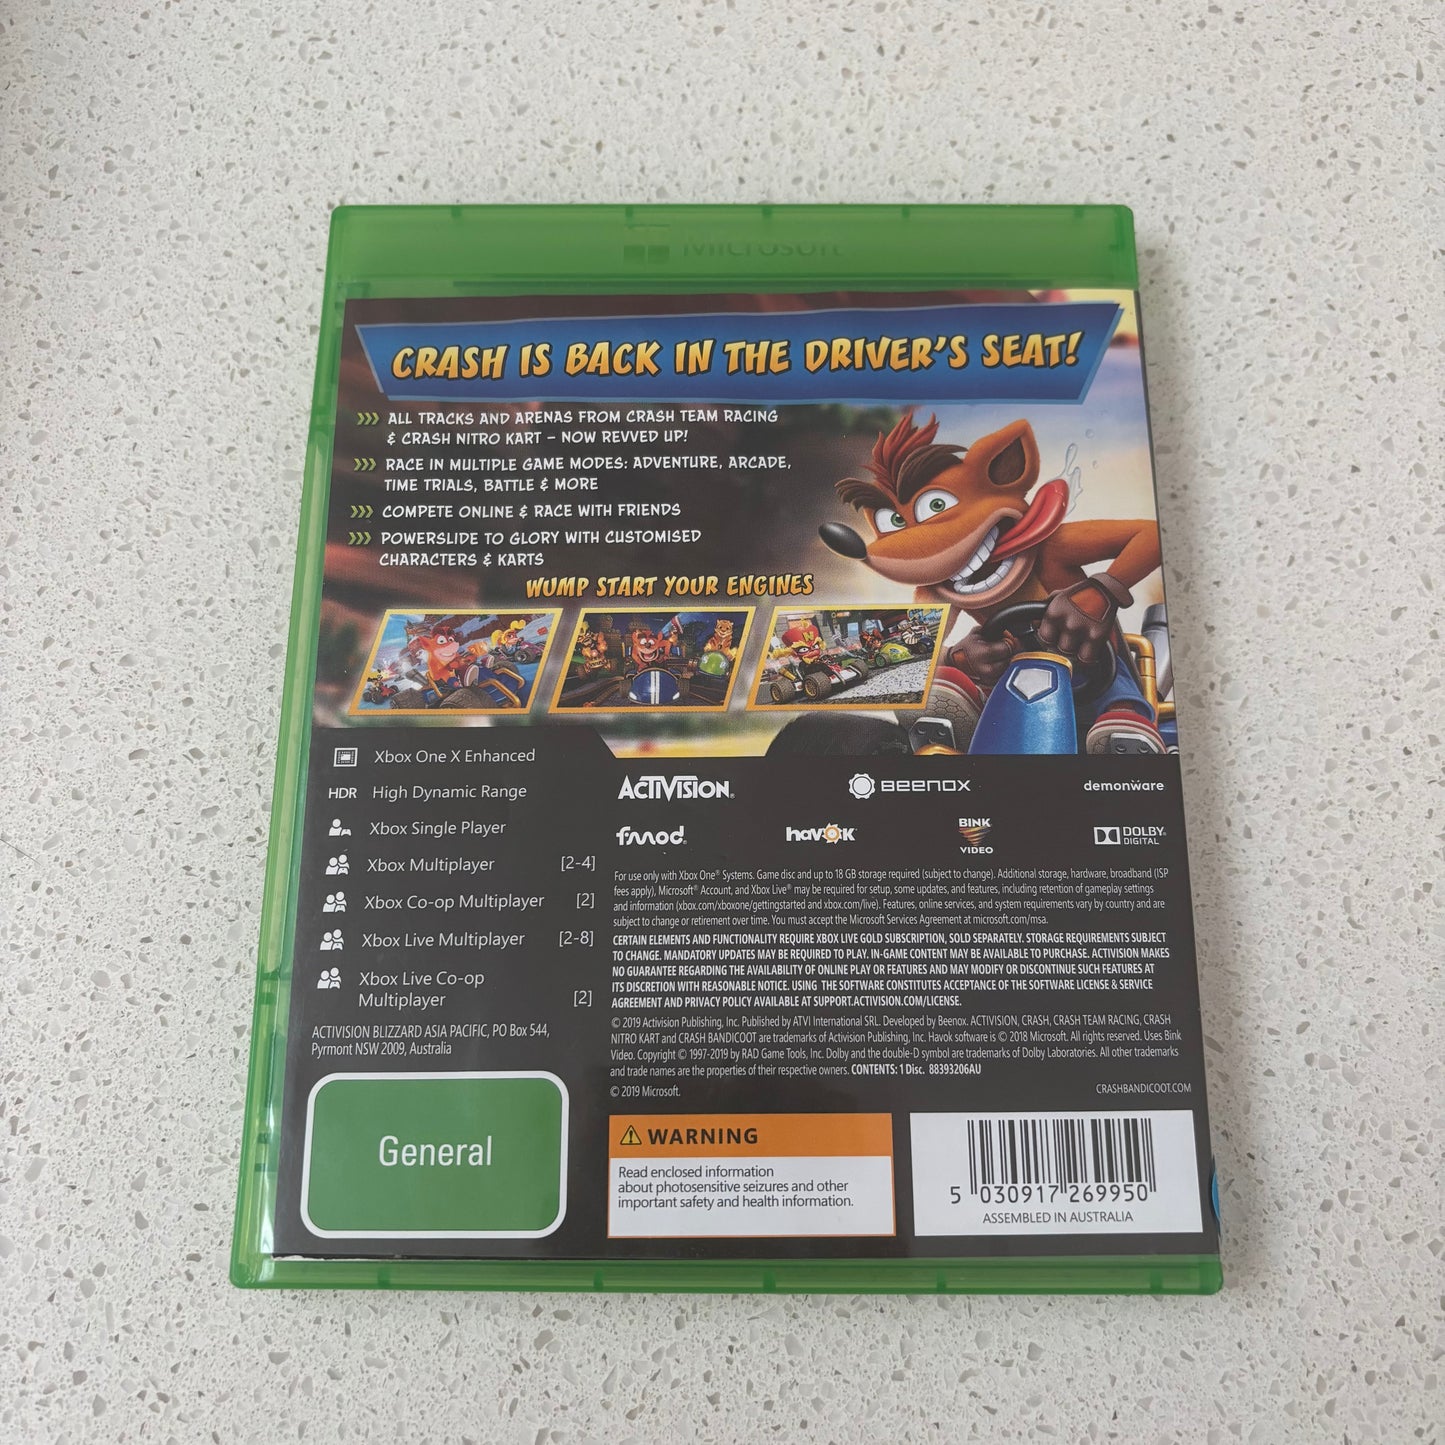 Microsoft
CRASH IS BACK IN THE DRIVER'S SEAT!
ALL TRACKS AND ARENAS FROM CRASH TEAM RACING
& CRASH NITRO KART – NOW REVVED UP!
RACE IN MULTIPLE GAME MODES: ADVENTURE, ARCADE,
TIME TRIALS, BATTLE & MORE
COMPETE ONLINE & RACE WITH FRIENDS
POWERSLIDE TO GLORY WITH CUSTOMISED
CHARACTERS & KARTS
WUMP START YOUR ENGINES
Xbox One X Enhanced
HDR High Dynamic Range
Xbox Single Player
Xbox Multiplayer [2-4]
Xbox Co-op Multiplayer [2]
Xbox Live Multiplayer [2-8]
Xbox Live Co-op
Multiplayer [2]
ACTIVISION BLIZZARD ASIA PACIFIC, PO Box 544,
Pyrmont NSW 2009, Australia
General
ACTIVISION® BEENOX demonware
fmod® havok BINK VIDEO DOLBY® DIGITAL
For use only with Xbox One® Systems. Game disc and up to 18 GB storage required (subject to change). Additional storage, hardware, broadband (ISP
fees apply), Microsoft® Account, and Xbox Live® may be required for setup, some updates, and features, including retention of gameplay settings
and information (xbox.com/xboxone/gettingstarted and xbox.com/live). Features, online services, and system requirements vary by country and are
subject to change or retirement over time. You must accept the Microsoft Services Agreement at microsoft.com/msa.
CERTAIN ELEMENTS AND FUNCTIONALITY REQUIRE XBOX LIVE GOLD SUBSCRIPTION, SOLD SEPARATELY. STORAGE REQUIREMENTS SUBJECT
TO CHANGE. MANDATORY UPDATES MAY BE REQUIRED TO PLAY. IN-GAME CONTENT MAY BE AVAILABLE TO PURCHASE. ACTIVISION MAKES
NO GUARANTEE REGARDING THE AVAILABILITY OF ONLINE PLAY OR FEATURES AND MAY MODIFY OR DISCONTINUE SUCH FEATURES AT
ITS DISCRETION WITH REASONABLE NOTICE. USING THE SOFTWARE CONSTITUTES ACCEPTANCE OF THE SOFTWARE LICENSE & SERVICE
AGREEMENT AND PRIVACY POLICY AVAILABLE AT SUPPORT.ACTIVISION.COM/LICENSE.
© 2019 Activision Publishing, Inc. Published by ATVI International SRL. Developed by Beenox. ACTIVISION, CRASH, CRASH TEAM RACING, CRASH
NITRO KART and CRASH BANDICOOT are trademarks of Activision Publishing, Inc. Havok software is © 2018 Microsoft. All rights reserved. Uses Bink
Video. Copyright © 1997-2019 by RAD Game Tools, Inc. Dolby and the double-D symbol are trademarks of Dolby Laboratories. All other trademarks
and trade names are the properties of their respective owners. CONTENTS: 1 Disc. 88393206AU
© 2019 Microsoft. CRASHBANDICOOT.COM
WARNING
Read enclosed information
about photosensitive seizures and other
important safety and health information.
5 030917 269950
ASSEMBLED IN AUSTRALIA